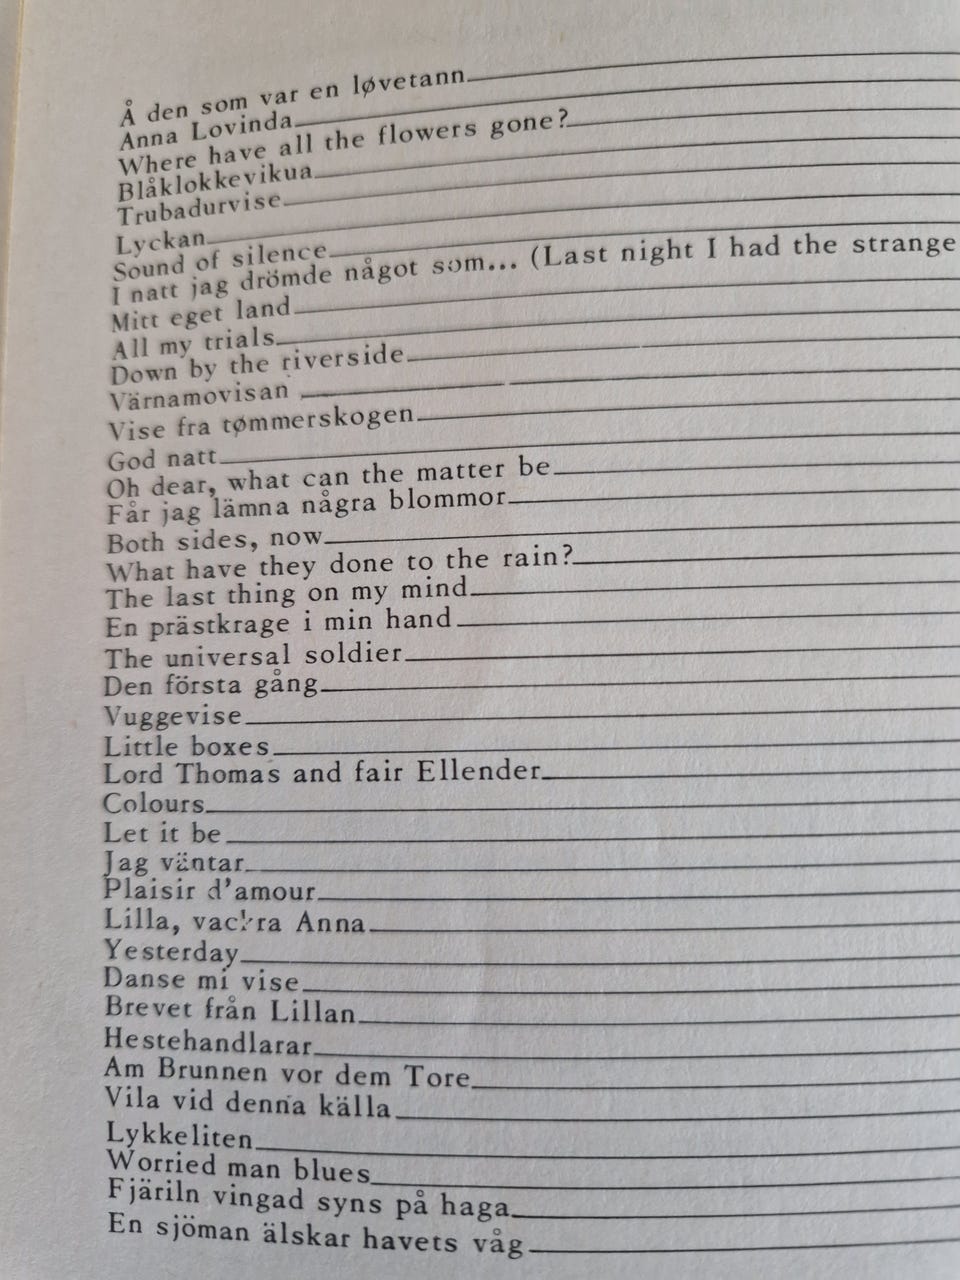 Å den som var en løvetann
Anna Lovinda
Where have all the flowers gone?
Blåklokkevikua
Trubadurvise
Lyckan
Sound of silence
I natt jag drömde något som... (Last night I had the strange
Mitt eget land
All my trials
Down by the riverside
Värnamovisan
Vise fra tømmerskogen
God natt
Oh dear, what can the matter be
Får jag lämna några blommor
Both sides, now
What have they done to the rain?
The last thing on my mind
En prästkrage i min hand
The universal soldier
Den första gång
Vuggevise
Little boxes
Lord Thomas and fair Ellender
Colours
Let it be
Jag väntar
Plaisir d'amour
Lilla, vackra Anna
Yesterday
Danse mi vise
Brevet från Lillan
Hestehandlarar
Am Brunnen vor dem Tore
Vila vid denna källa
Lykkeliten
Worried man blues
Fjäriln vingad syns på haga
En sjöman älskar havets våg